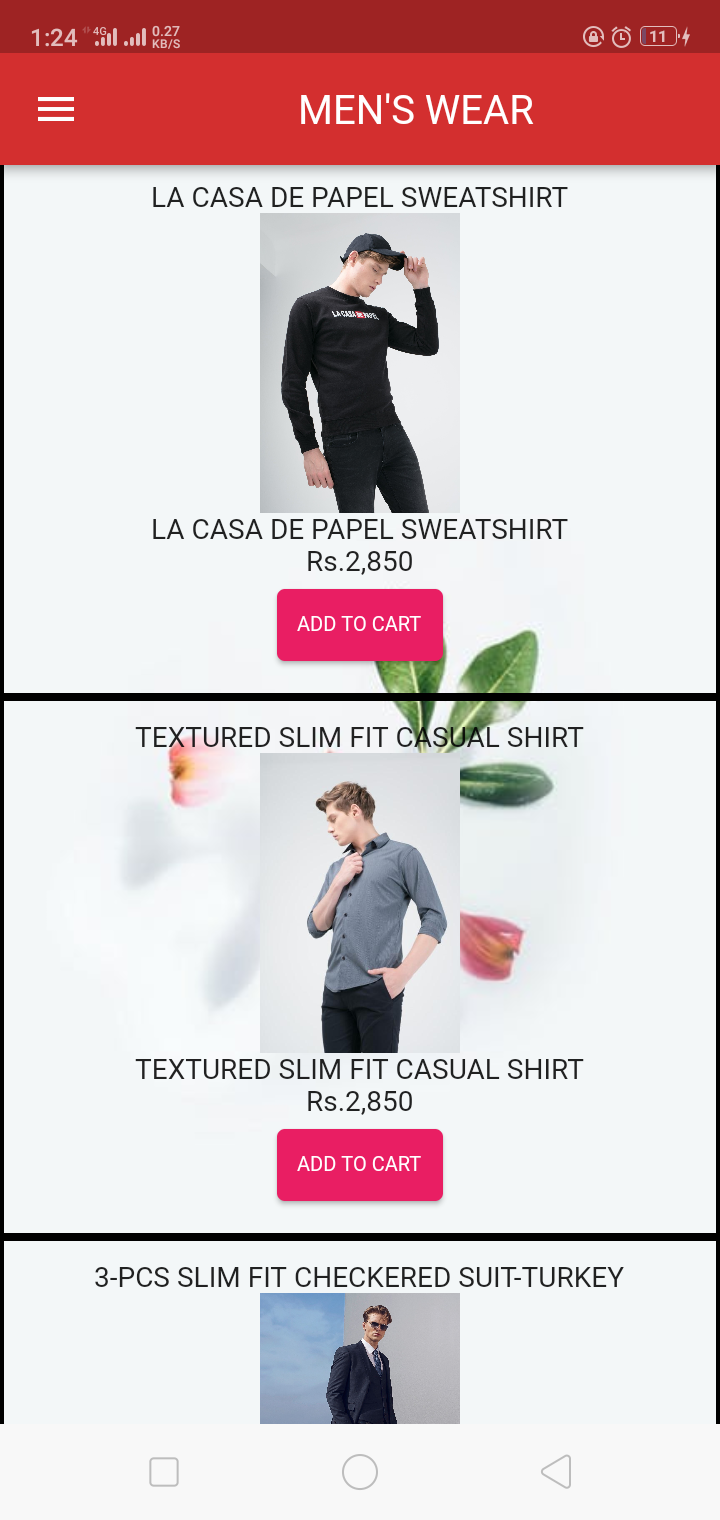 1:24 4G 0.27 KB/S 11
MEN'S WEAR
LA CASA DE PAPEL SWEATSHIRT
LA CASA DE PAPEL
LA CASA DE PAPEL SWEATSHIRT
Rs.2,850
ADD TO CART
TEXTURED SLIM FIT CASUAL SHIRT
TEXTURED SLIM FIT CASUAL SHIRT
Rs.2,850
ADD TO CART
3-PCS SLIM FIT CHECKERED SUIT-TURKEY